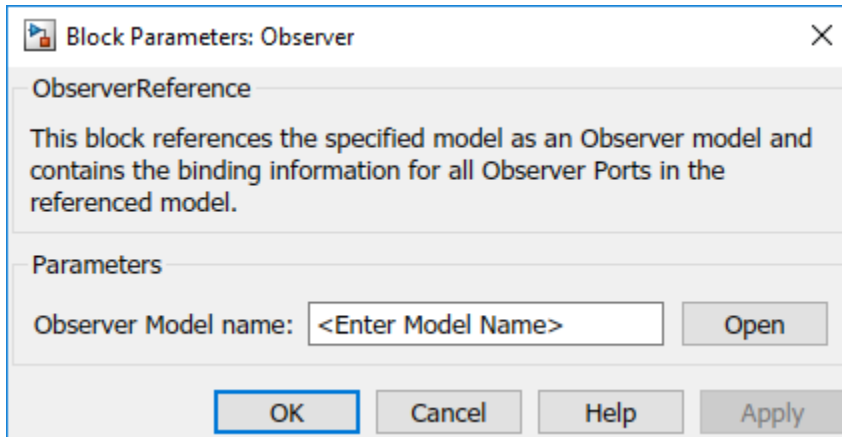 Block Parameters: Observer
ObserverReference
This block references the specified model as an Observer model and
contains the binding information for all Observer Ports in the
referenced model.
Parameters
Observer Model name: <Enter Model Name> Open
OK Cancel Help Apply